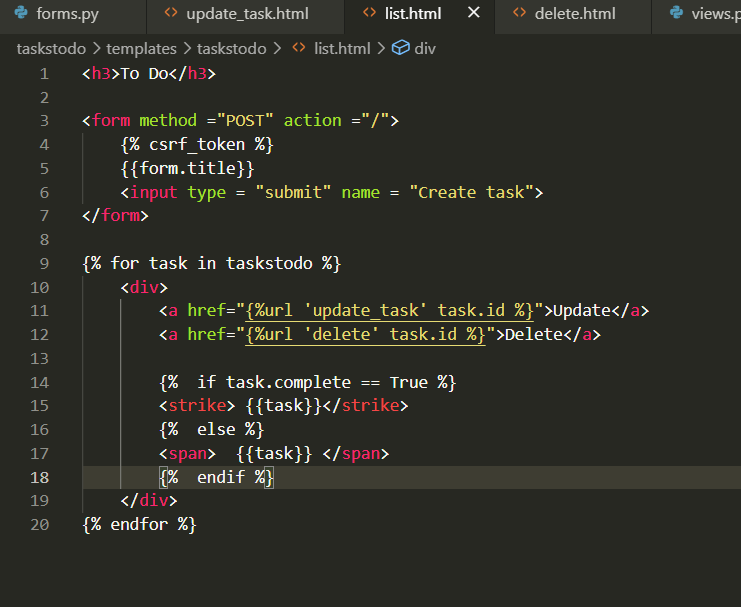 forms.py update_task.html list.html delete.html views.p
taskstodo templates taskstodo list.html div
1 <h3>To Do</h3>
2
3 <form method ="POST" action ="/">
4     {% csrf_token %}
5     {{form.title}}
6     <input type = "submit" name = "Create task">
7 </form>
8
9 {% for task in taskstodo %}
10     <div>
11         <a href="{%url 'update_task' task.id %}">Update</a>
12         <a href="{%url 'delete' task.id %}">Delete</a>
13
14         {%  if task.complete == True %}
15         <strike> {{task}}</strike>
16         {%  else %}
17         <span>  {{task}} </span>
18         {%  endif %}
19     </div>
20 {% endfor %}